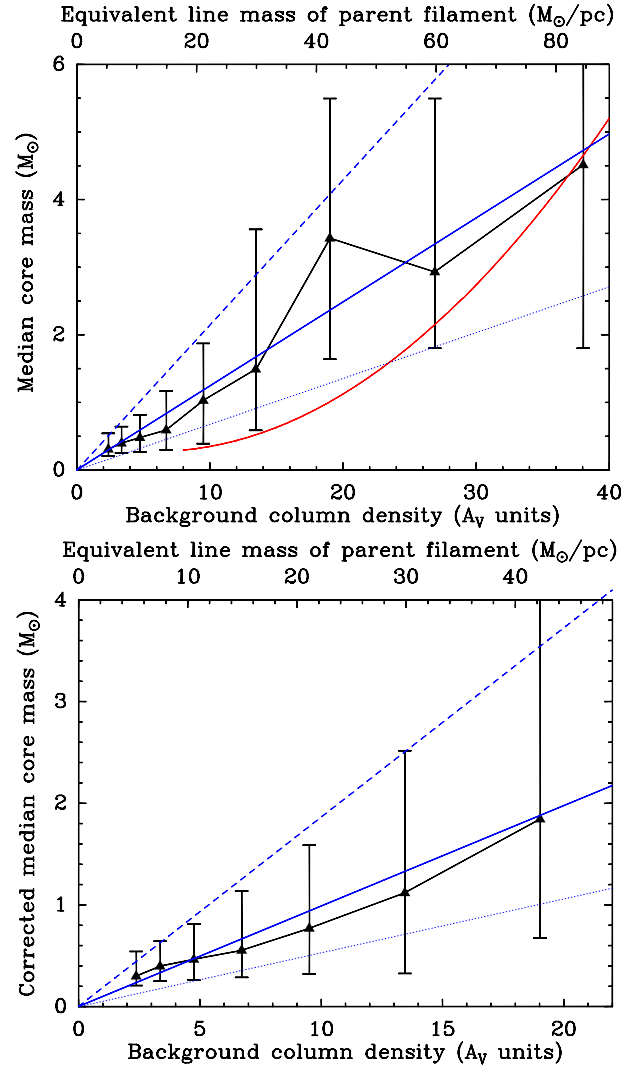 Equivalent line mass of parent filament (M☉/pc)
0 20 40 60 80
6
4
2
0
Median core mass (M☉)
0 10 20 30 40
Background column density (A_V units)
Equivalent line mass of parent filament (M☉/pc)
0 10 20 30 40
4
3
2
1
0
Corrected median core mass (M☉)
0 5 10 15 20
Background column density (A_V units)